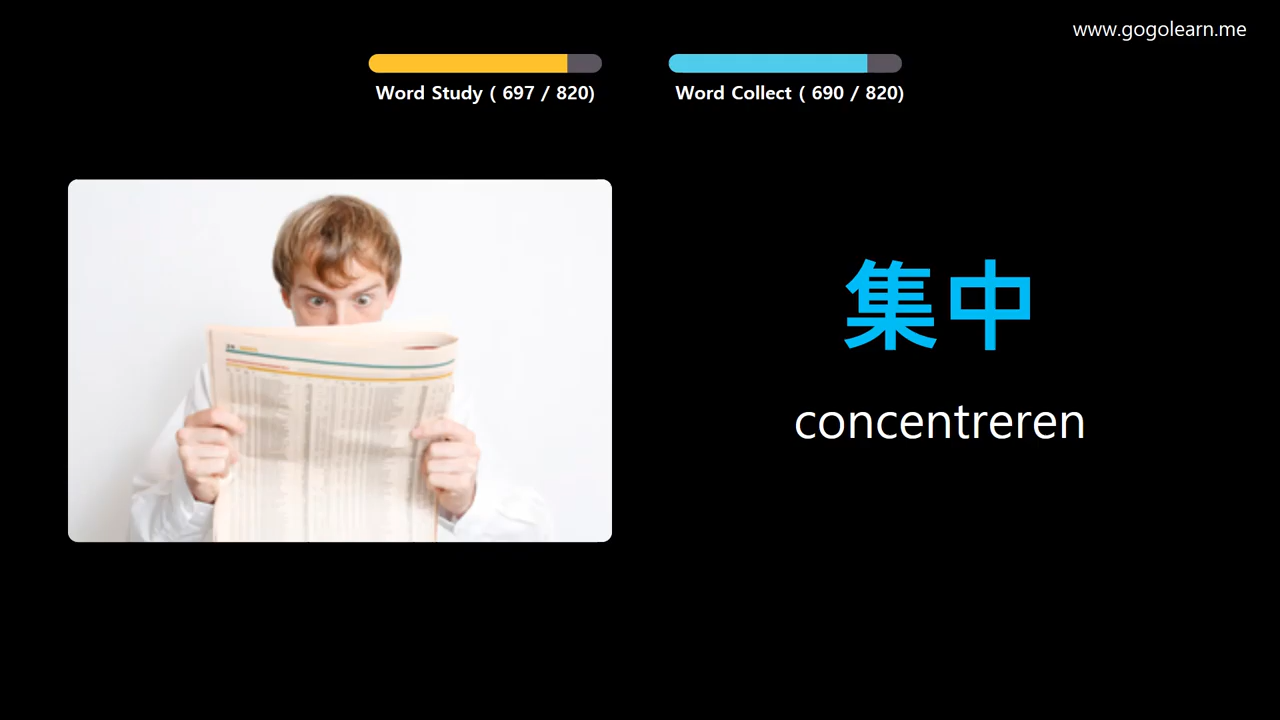 www.gogolearn.me
Word Study ( 697 / 820)
Word Collect ( 690 / 820)
集中
concentreren